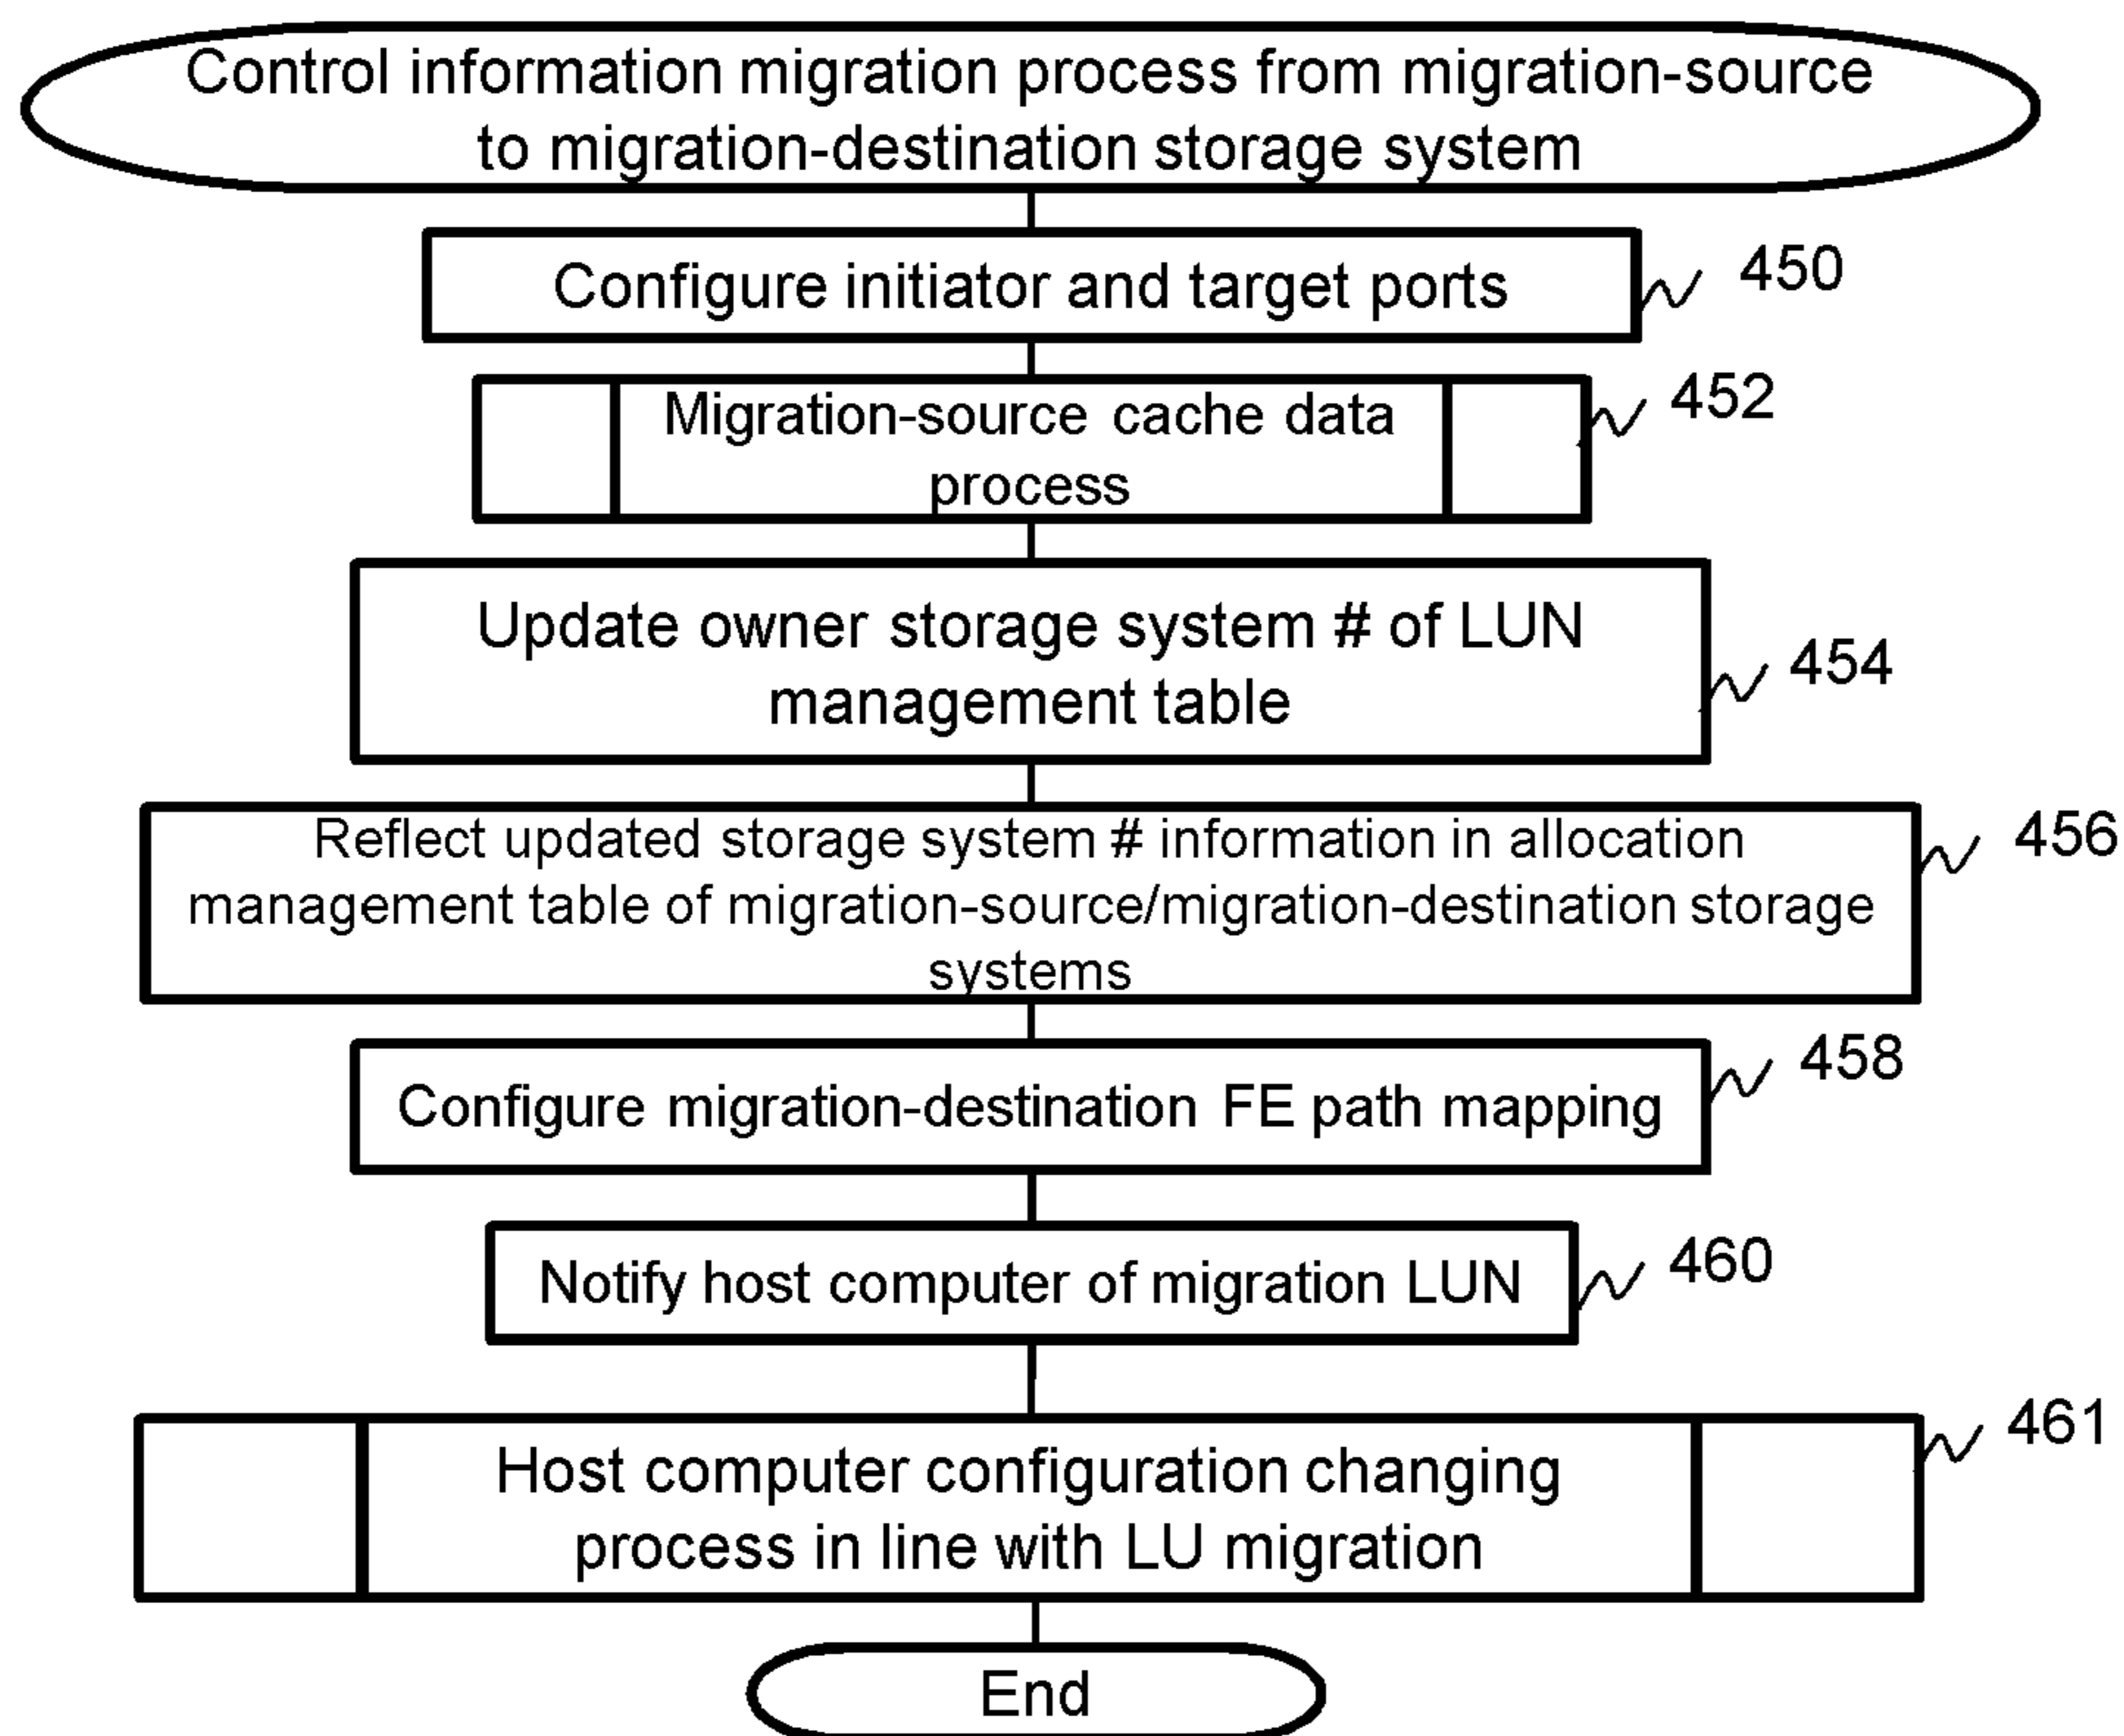 Control information migration process from migration-source
to migration-destination storage system
Configure initiator and target ports
450
Migration-source cache data
process
452
Update owner storage system # of LUN
management table
454
Reflect updated storage system # information in allocation
management table of migration-source/migration-destination storage
systems
456
Configure migration-destination FE path mapping
458
Notify host computer of migration LUN
460
Host computer configuration changing
process in line with LU migration
461
End